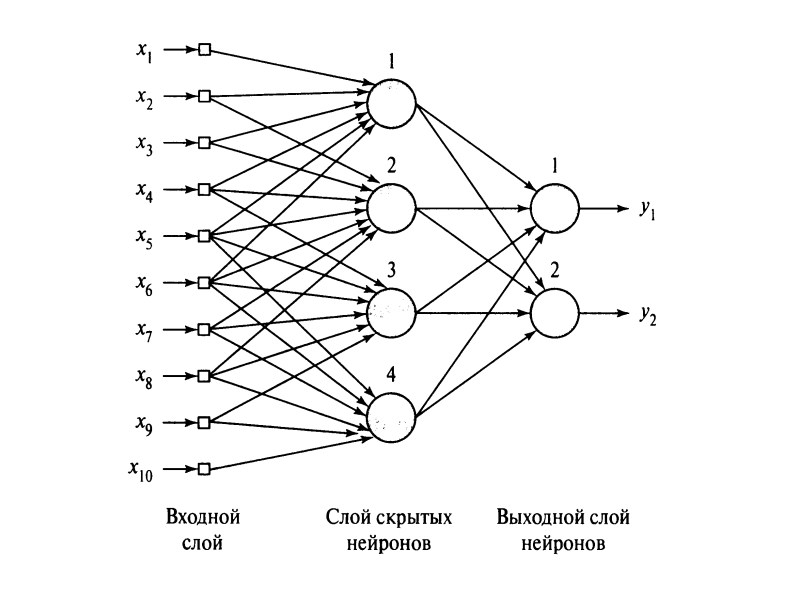 x1
x2
x3
x4
x5
x6
x7
x8
x9
x10
1
2
3
4
1
2
y1
y2
Входной
слой
Слой скрытых
нейронов
Выходной слой
нейронов